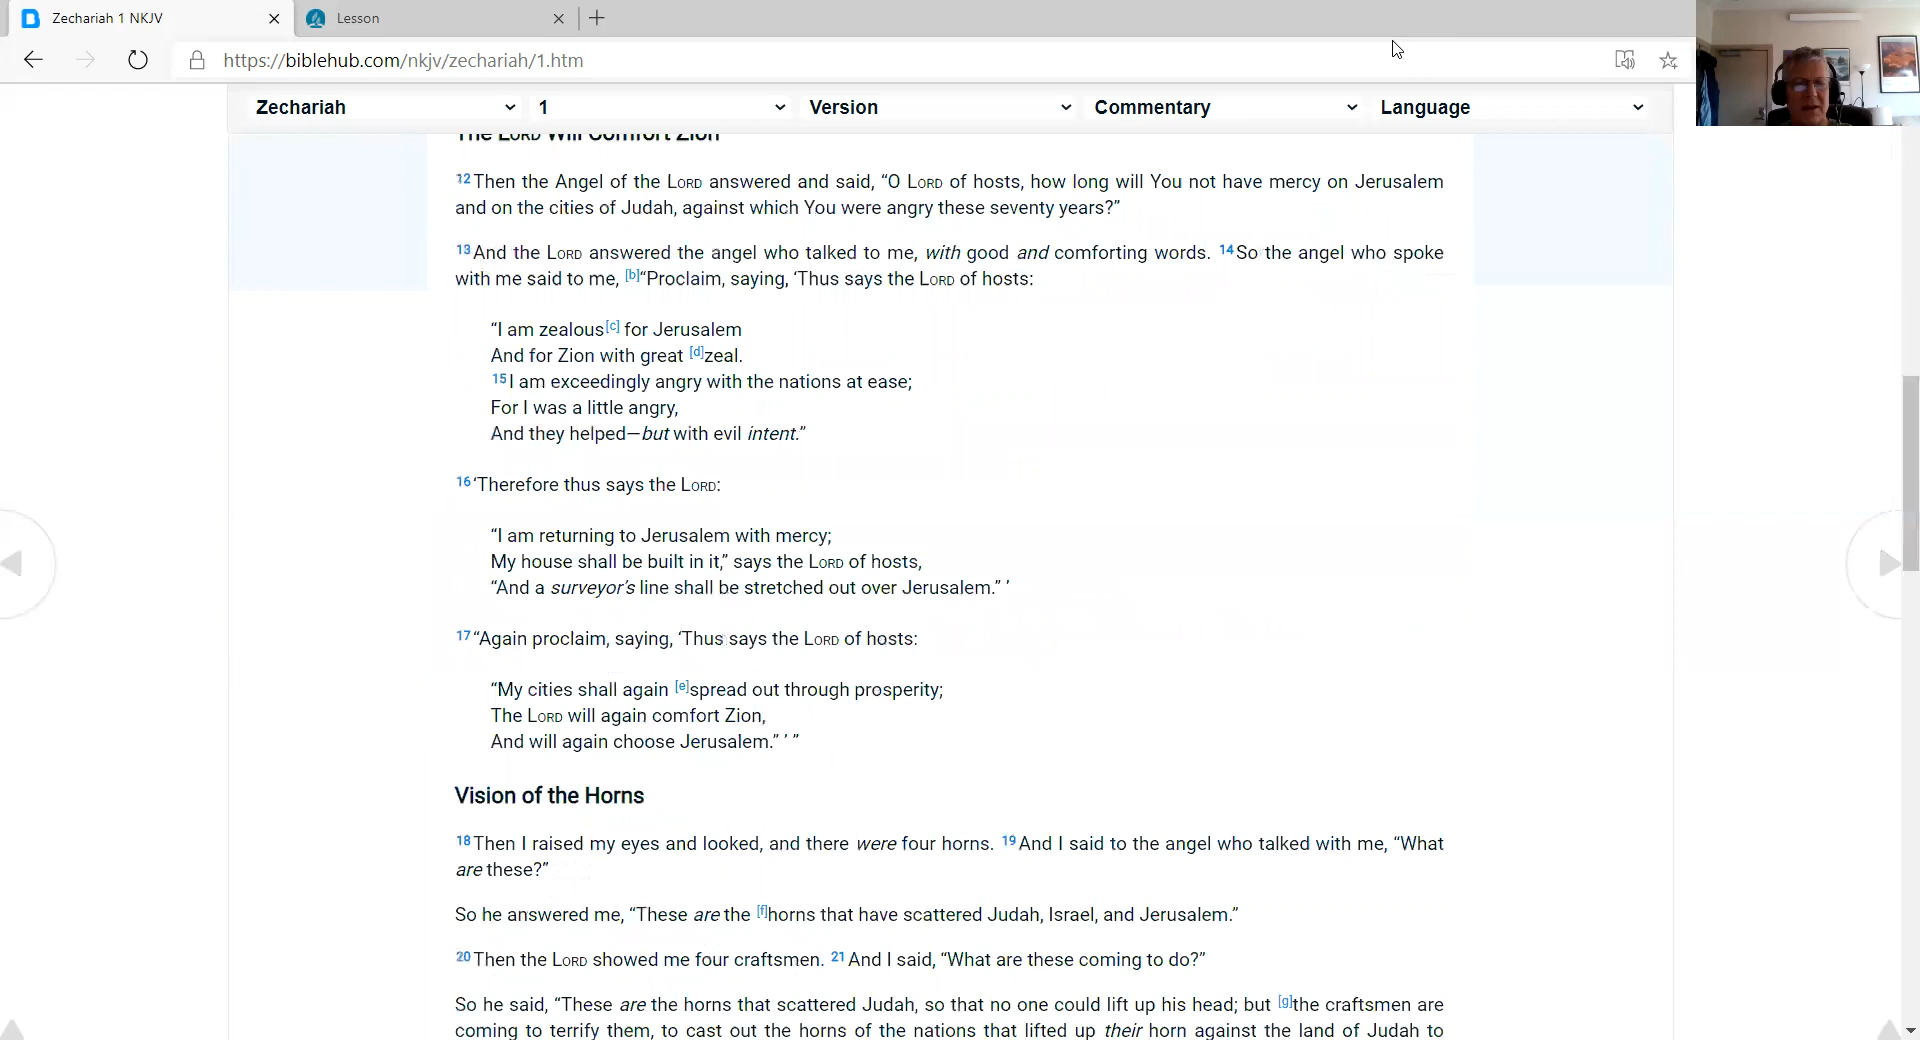 Zechariah 1 NKJV
Lesson
https://biblehub.com/nkjv/zechariah/1.htm
Zechariah 1 Version Commentary Language
The LORD Will Comfort Zion
12Then the Angel of the LORD answered and said, “O LORD of hosts, how long will You not have mercy on Jerusalem
and on the cities of Judah, against which You were angry these seventy years?”
13And the LORD answered the angel who talked to me, with good and comforting words. 14So the angel who spoke
with me said to me, [b]“Proclaim, saying, ‘Thus says the LORD of hosts:
“I am zealous[c] for Jerusalem
And for Zion with great [d]zeal.
15I am exceedingly angry with the nations at ease;
For I was a little angry,
And they helped—but with evil intent.”
16‘Therefore thus says the LORD:
“I am returning to Jerusalem with mercy;
My house shall be built in it,” says the LORD of hosts,
“And a surveyor’s line shall be stretched out over Jerusalem.” ’
17“Again proclaim, saying, ‘Thus says the LORD of hosts:
“My cities shall again [e]spread out through prosperity;
The LORD will again comfort Zion,
And will again choose Jerusalem.” ’ ”
Vision of the Horns
18Then I raised my eyes and looked, and there were four horns. 19And I said to the angel who talked with me, “What
are these?”
So he answered me, “These are the [f]horns that have scattered Judah, Israel, and Jerusalem.”
20Then the LORD showed me four craftsmen. 21And I said, “What are these coming to do?”
So he said, “These are the horns that scattered Judah, so that no one could lift up his head; but [g]the craftsmen are
coming to terrify them, to cast out the horns of the nations that lifted up their horn against the land of Judah to